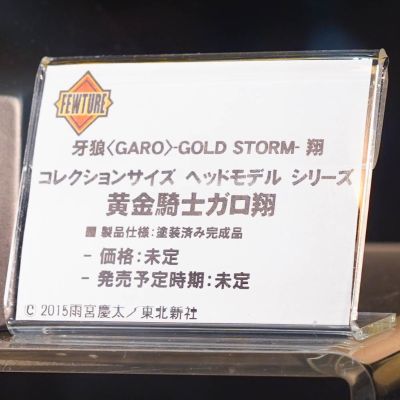 FEWTURE
牙狼〈GARO〉-GOLD STORM- 翔
コレクションサイズ ヘッドモデル シリーズ
黄金騎士ガロ翔
■ 製品仕様:塗装済み完成品
- 価格:未定
- 発売予定時期:未定
© 2015雨宮慶太/東北新社